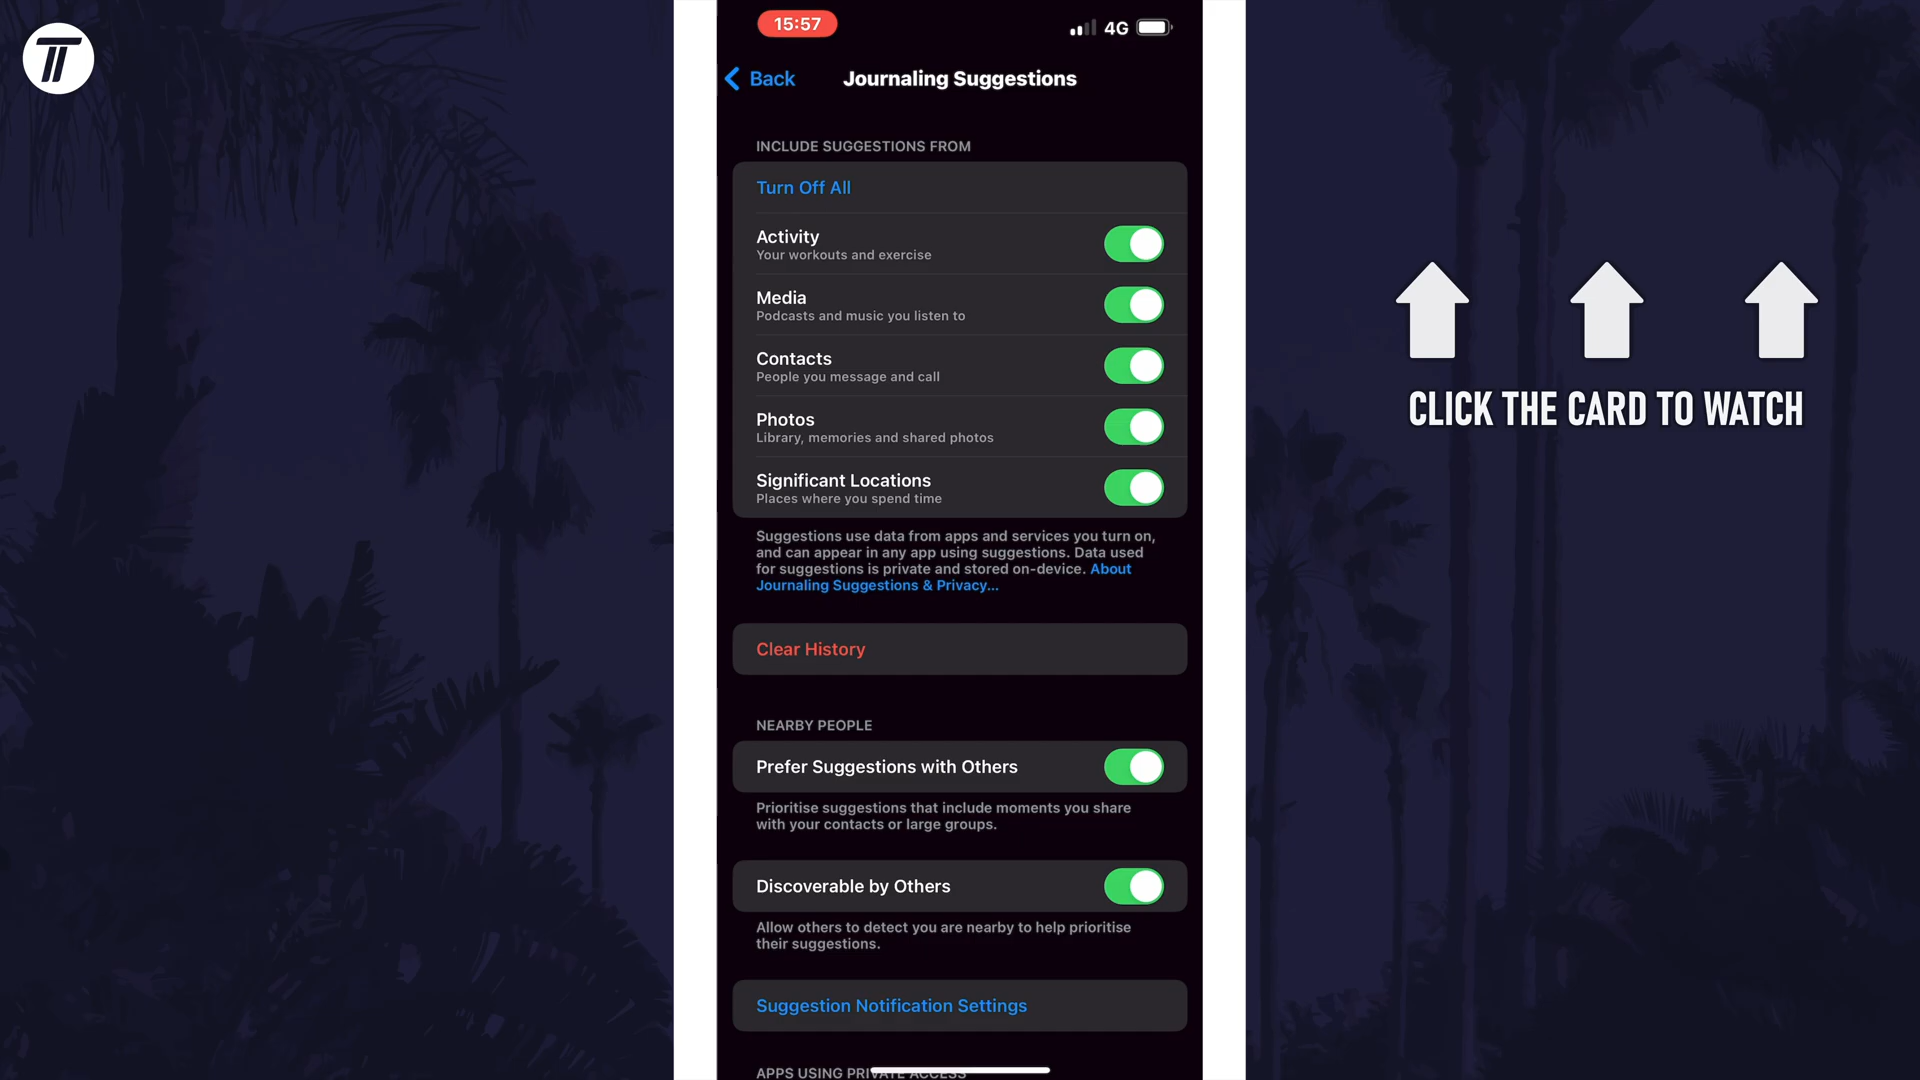 15:57
4G
Back
Journaling Suggestions
INCLUDE SUGGESTIONS FROM
Turn Off All
Activity
Your workouts and exercise
Media
Podcasts and music you listen to
Contacts
People you message and call
Photos
Library, memories and shared photos
Significant Locations
Places where you spend time
Suggestions use data from apps and services you turn on,
and can appear in any app using suggestions. Data used
for suggestions is private and stored on-device. About
Journaling Suggestions & Privacy...
Clear History
NEARBY PEOPLE
Prefer Suggestions with Others
Prioritise suggestions that include moments you share
with your contacts or large groups.
Discoverable by Others
Allow others to detect you are nearby to help prioritise
their suggestions.
Suggestion Notification Settings
APPS USING PRIVATE ACCESS
CLICK THE CARD TO WATCH